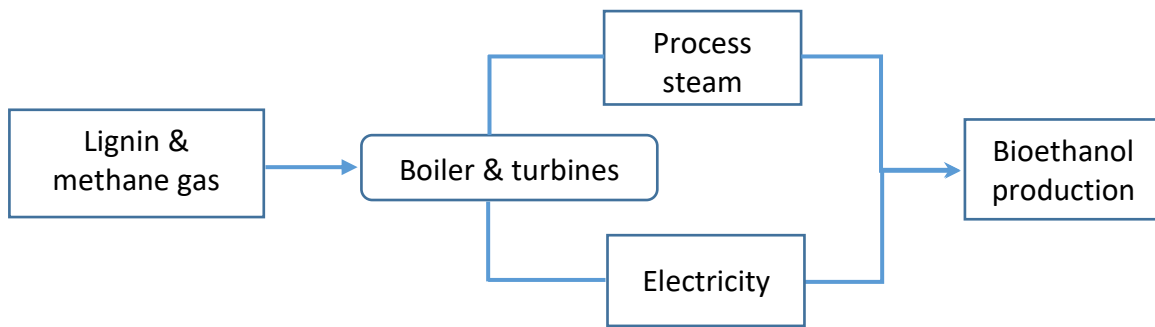 Lignin &
methane gas
Boiler & turbines
Process
steam
Electricity
Bioethanol
production